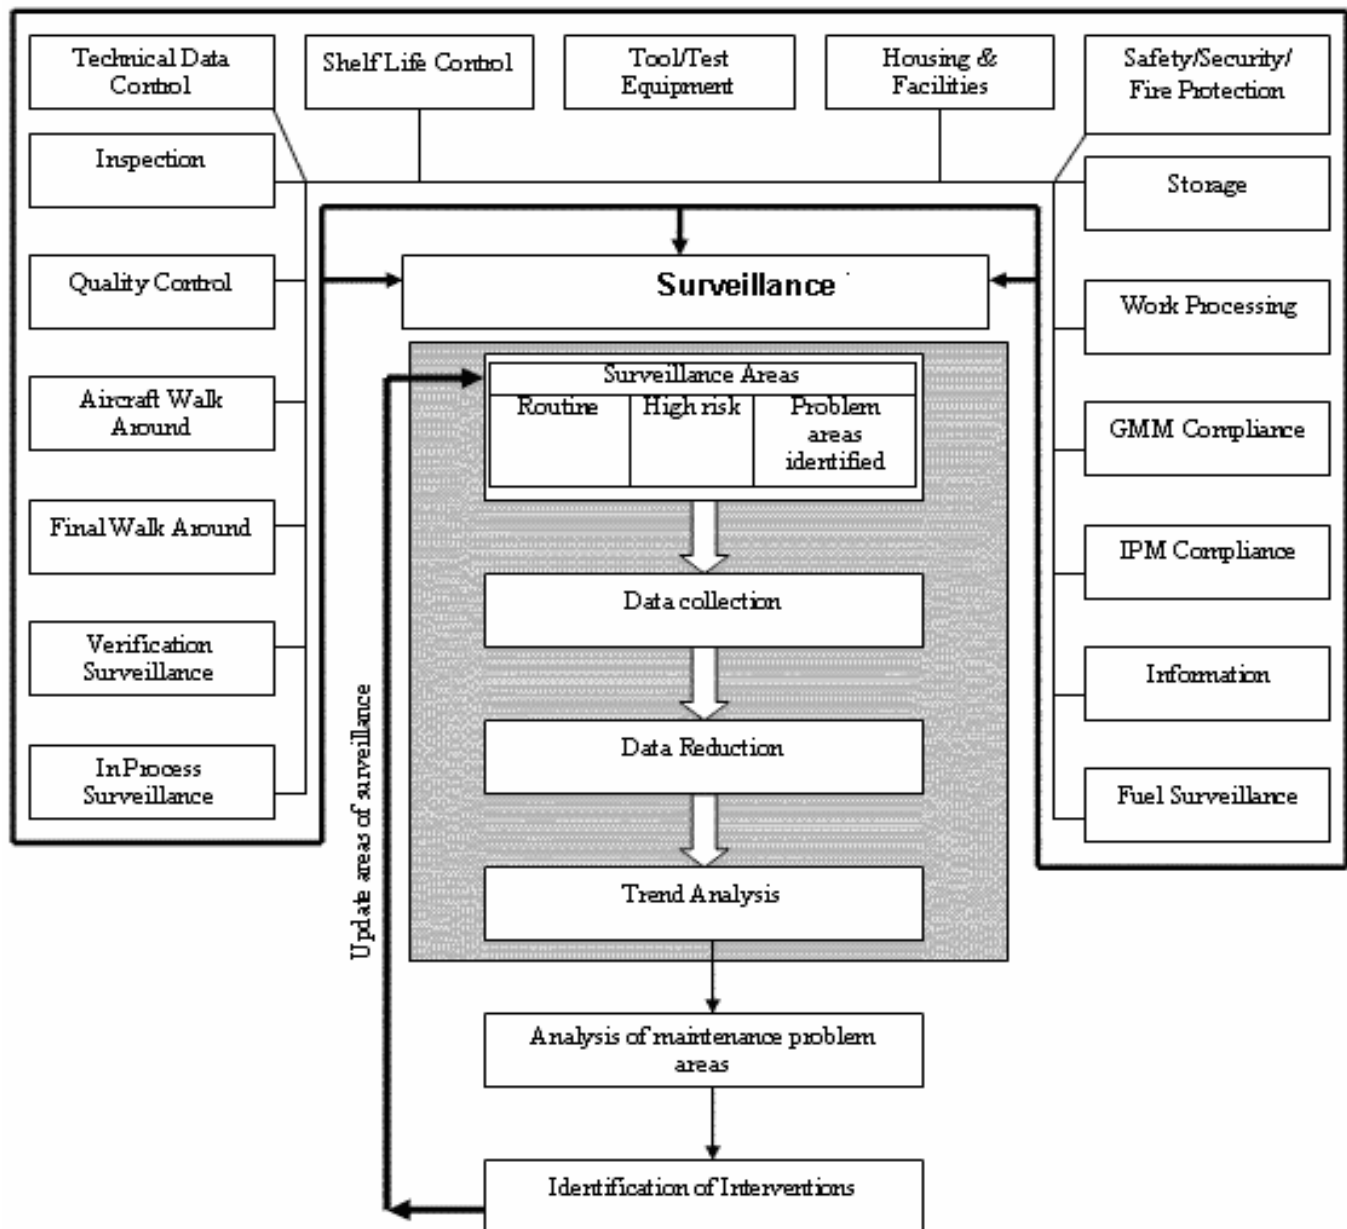 Technical Data
Control
Shelf Life Control
Tool/Test
Equipment
Housing &
Facilities
Safety/Security/
Fire Protection
Inspection
Storage
Quality Control
Surveillance
Work Processing
Surveillance Areas
Routine
High risk
Problem
areas
identified
Aircraft Walk
Around
GMM Compliance
Final Walk Around
IPM Compliance
Data collection
Verification
Surveillance
Information
Update areas of surveillance
Data Reduction
In Process
Surveillance
Fuel Surveillance
Trend Analysis
Analysis of maintenance problem
areas
Identification of Interventions